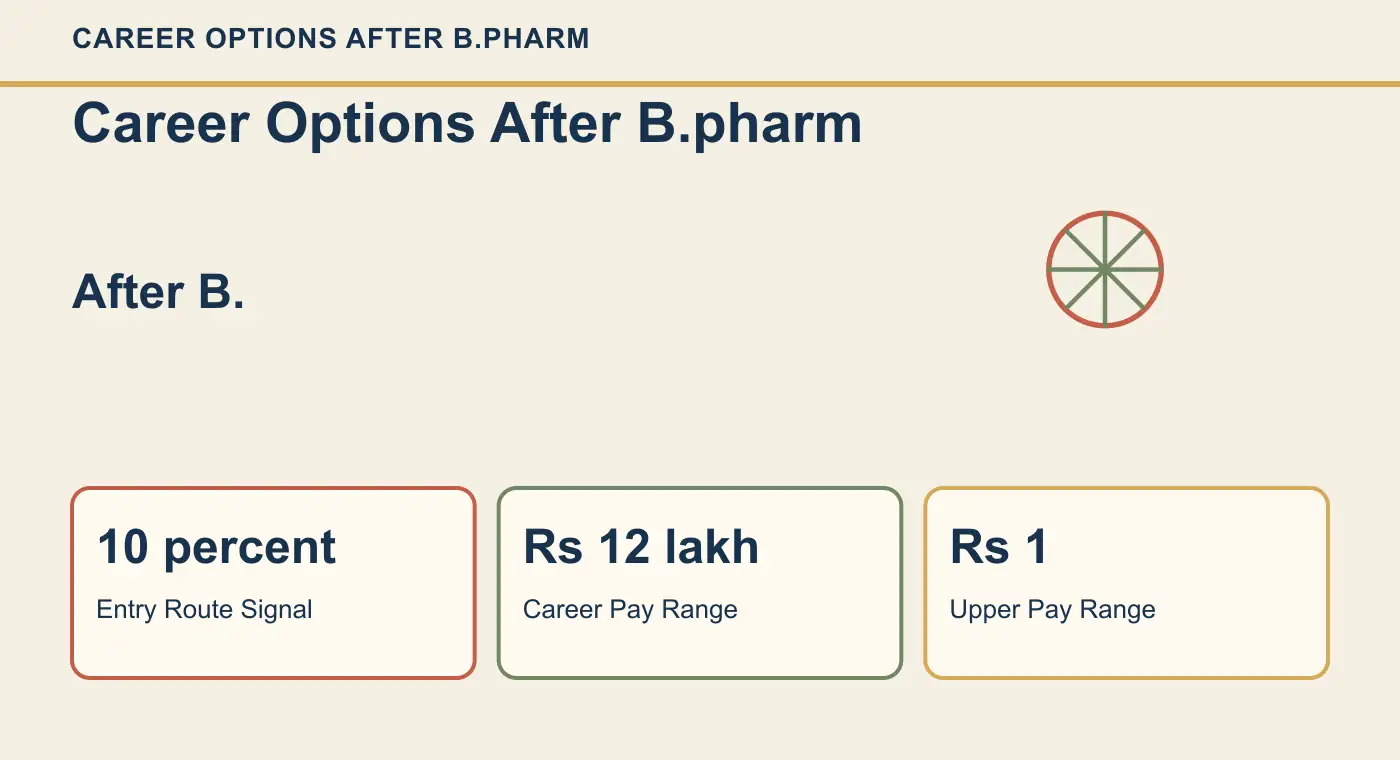 CAREER OPTIONS AFTER B.PHARM
Career Options After B.pharm
After B.
10 percent
Entry Route Signal
Rs 12 lakh
Career Pay Range
Rs 1
Upper Pay Range